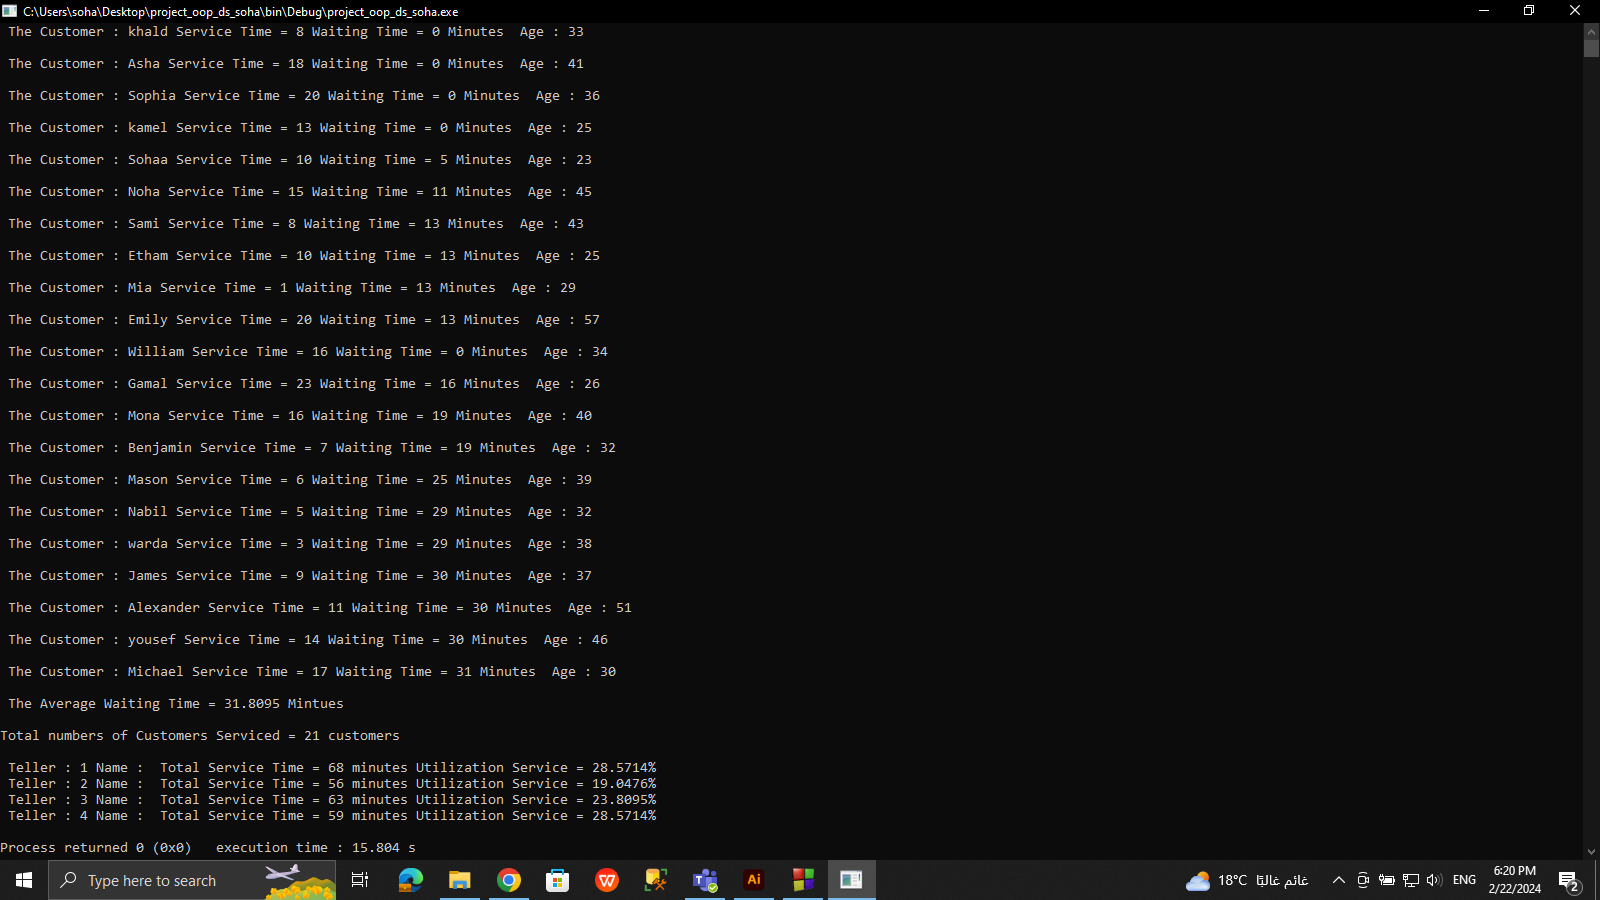 C:\Users\soha\Desktop\project_oop_ds_soha\bin\Debug\project_oop_ds_soha.exe
The Customer : khald Service Time = 8 Waiting Time = 0 Minutes  Age : 33
The Customer : Asha Service Time = 18 Waiting Time = 0 Minutes  Age : 41
The Customer : Sophia Service Time = 20 Waiting Time = 0 Minutes  Age : 36
The Customer : kamel Service Time = 13 Waiting Time = 0 Minutes  Age : 25
The Customer : Sohaa Service Time = 10 Waiting Time = 5 Minutes  Age : 23
The Customer : Noha Service Time = 15 Waiting Time = 11 Minutes  Age : 45
The Customer : Sami Service Time = 8 Waiting Time = 13 Minutes  Age : 43
The Customer : Etham Service Time = 10 Waiting Time = 13 Minutes  Age : 25
The Customer : Mia Service Time = 1 Waiting Time = 13 Minutes  Age : 29
The Customer : Emily Service Time = 20 Waiting Time = 13 Minutes  Age : 57
The Customer : William Service Time = 16 Waiting Time = 0 Minutes  Age : 34
The Customer : Gamal Service Time = 23 Waiting Time = 16 Minutes  Age : 26
The Customer : Mona Service Time = 16 Waiting Time = 19 Minutes  Age : 40
The Customer : Benjamin Service Time = 7 Waiting Time = 19 Minutes  Age : 32
The Customer : Mason Service Time = 6 Waiting Time = 25 Minutes  Age : 39
The Customer : Nabil Service Time = 5 Waiting Time = 29 Minutes  Age : 32
The Customer : warda Service Time = 3 Waiting Time = 29 Minutes  Age : 38
The Customer : James Service Time = 9 Waiting Time = 30 Minutes  Age : 37
The Customer : Alexander Service Time = 11 Waiting Time = 30 Minutes  Age : 51
The Customer : yousef Service Time = 14 Waiting Time = 30 Minutes  Age : 46
The Customer : Michael Service Time = 17 Waiting Time = 31 Minutes  Age : 30
The Average Waiting Time = 31.8095 Mintues
Total numbers of Customers Serviced = 21 customers
Teller : 1 Name :  Total Service Time = 68 minutes Utilization Service = 28.5714%
Teller : 2 Name :  Total Service Time = 56 minutes Utilization Service = 19.0476%
Teller : 3 Name :  Total Service Time = 63 minutes Utilization Service = 23.8095%
Teller : 4 Name :  Total Service Time = 59 minutes Utilization Service = 28.5714%
Process returned 0 (0x0)   execution time : 15.804 s
Type here to search
W
T
Ai
18°C غائم غالبًا
ENG
6:20 PM
2/22/2024
2